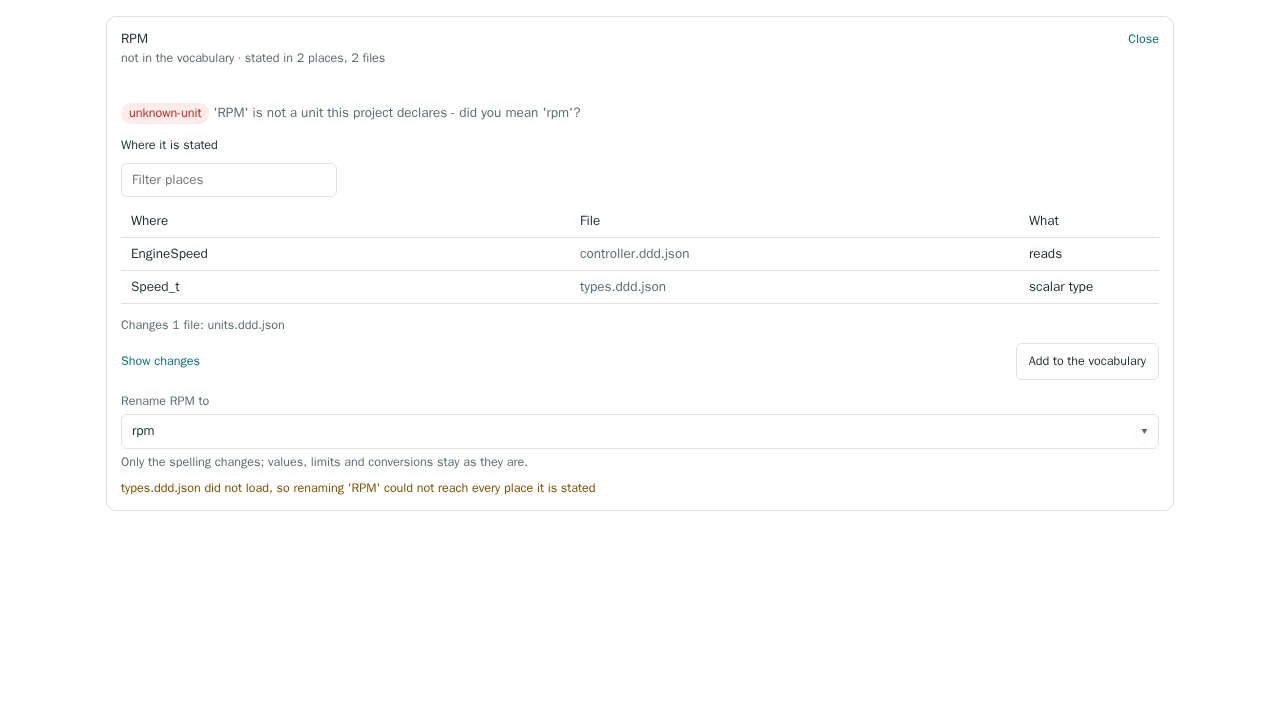 RPM
Close
not in the vocabulary · stated in 2 places, 2 files
unknown-unit 'RPM' is not a unit this project declares - did you mean 'rpm'?
Where it is stated
Filter places
Where File What
EngineSpeed controller.ddd.json reads
Speed_t types.ddd.json scalar type
Changes 1 file: units.ddd.json
Show changes
Add to the vocabulary
Rename RPM to
rpm
Only the spelling changes; values, limits and conversions stay as they are.
types.ddd.json did not load, so renaming 'RPM' could not reach every place it is stated